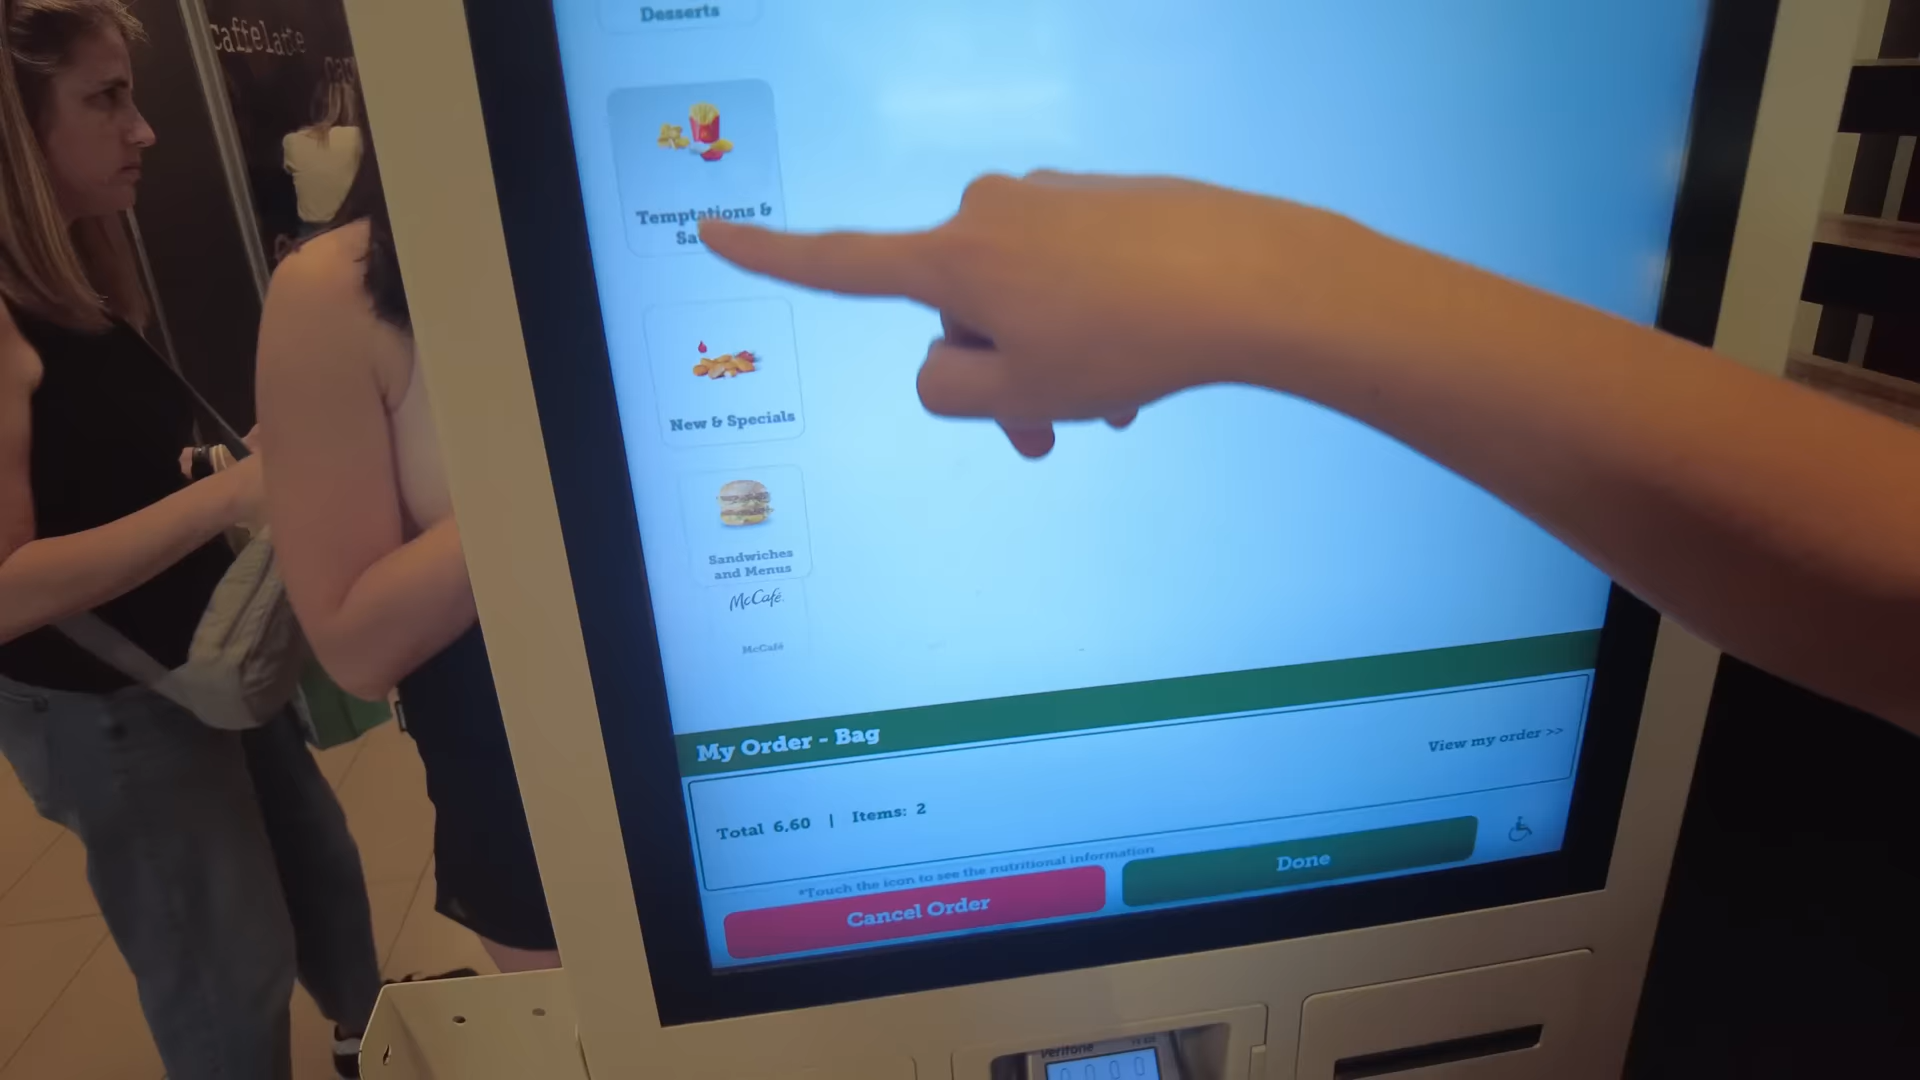 caffelatte
Desserts
Temptations &
New & Specials
Sandwiches
and Menus
McCafé
McCafé
My Order - Bag
View my order >>
Total 6,60 | Items: 2
*Touch the icon to see the nutritional information
Cancel Order
Done
verifone